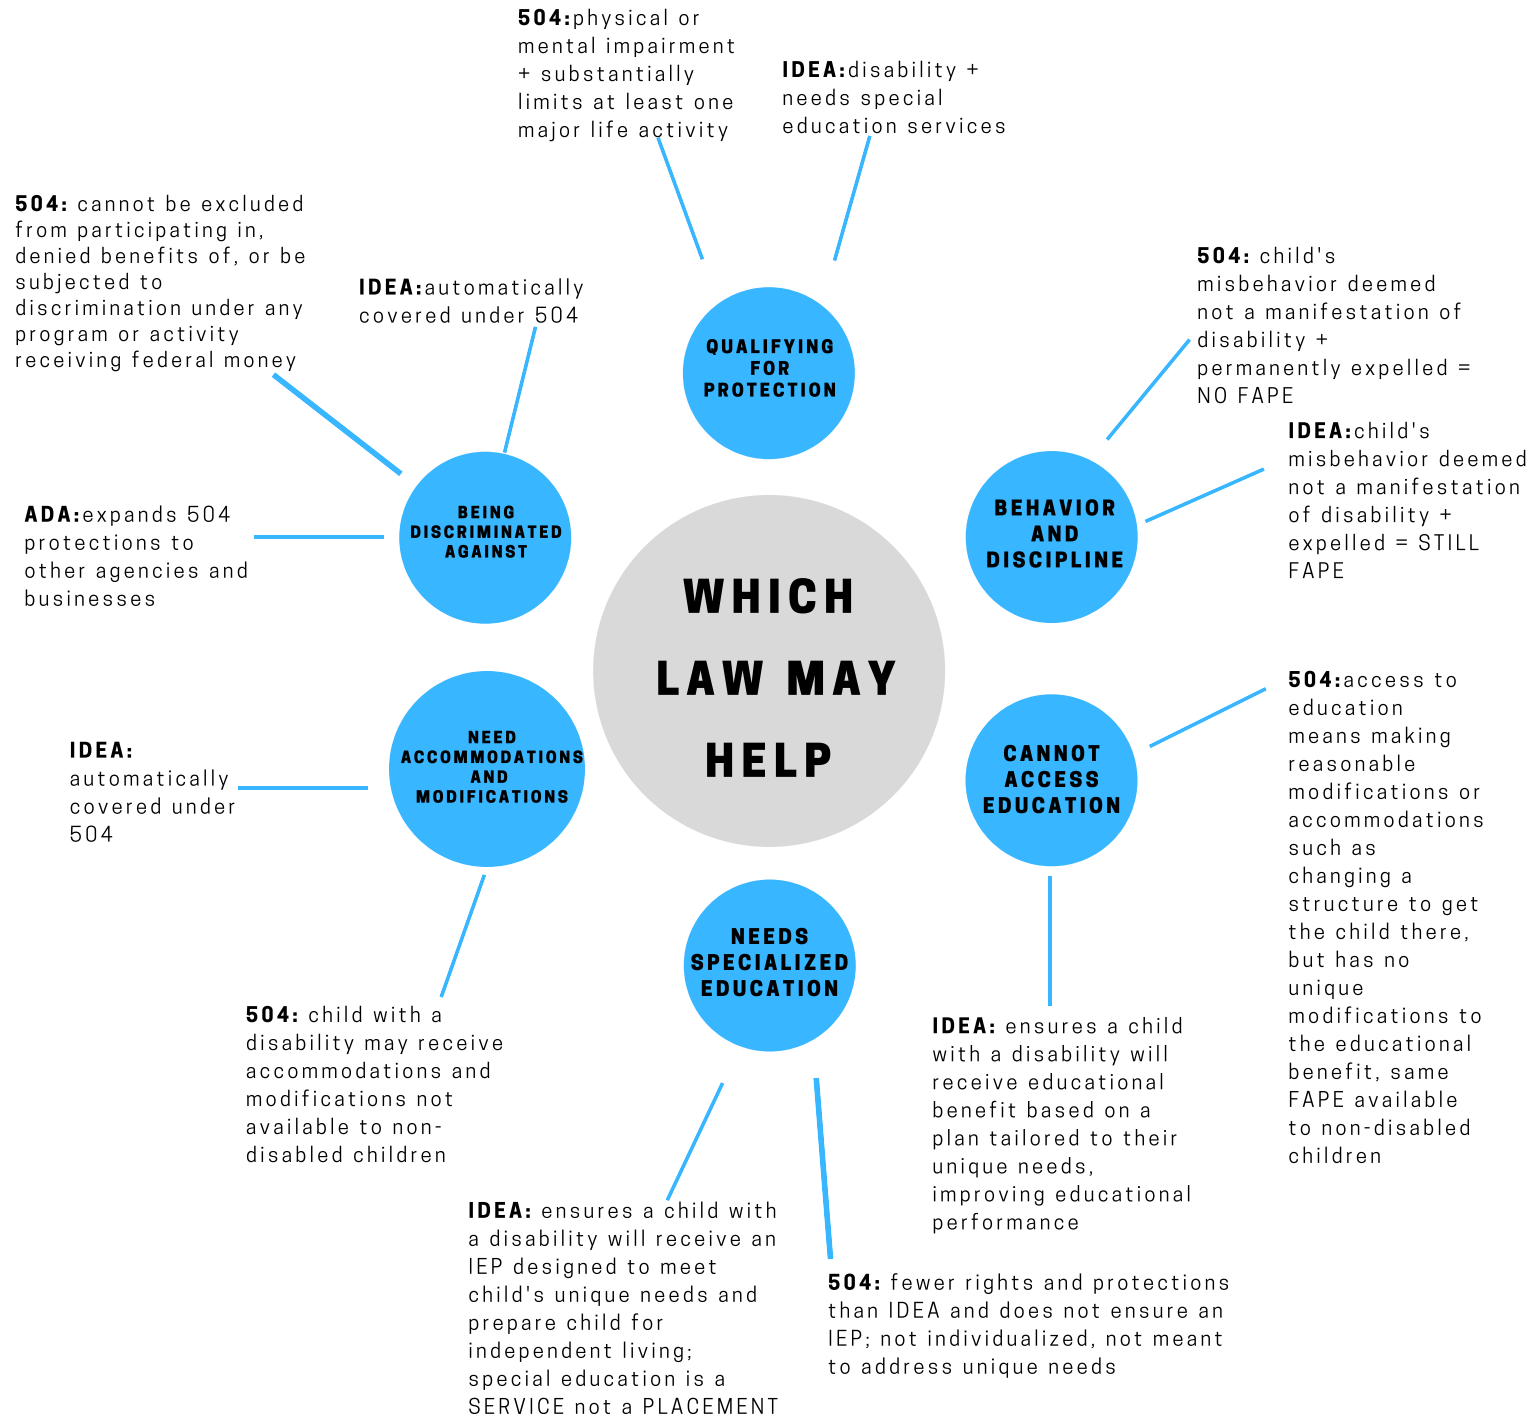 504:physical or
mental impairment
+ substantially
limits at least one
major life activity
IDEA:disability +
needs special
education services
504: cannot be excluded
from participating in,
denied benefits of, or be
subjected to
discrimination under any
program or activity
receiving federal money
IDEA:automatically
covered under 504
QUALIFYING
FOR
PROTECTION
504: child's
misbehavior deemed
not a manifestation of
disability +
permanently expelled =
NO FAPE
IDEA:child's
misbehavior deemed
not a manifestation
of disability +
expelled = STILL
FAPE
ADA:expands 504
protections to
other agencies and
businesses
BEING
DISCRIMINATED
AGAINST
BEHAVIOR
AND
DISCIPLINE
WHICH
LAW MAY
HELP
IDEA:
automatically
covered under
504
NEED
ACCOMMODATIONS
AND
MODIFICATIONS
CANNOT
ACCESS
EDUCATION
504:access to
education
means making
reasonable
modifications or
accommodations
such as
changing a
structure to get
the child there,
but has no
unique
modifications to
the educational
benefit, same
FAPE available
to non-disabled
children
NEEDS
SPECIALIZED
EDUCATION
504: child with a
disability may receive
accommodations and
modifications not
available to non-
disabled children
IDEA: ensures a child
with a disability will
receive educational
benefit based on a
plan tailored to their
unique needs,
improving educational
performance
IDEA: ensures a child with
a disability will receive an
IEP designed to meet
child's unique needs and
prepare child for
independent living;
special education is a
SERVICE not a PLACEMENT
504: fewer rights and protections
than IDEA and does not ensure an
IEP; not individualized, not meant
to address unique needs